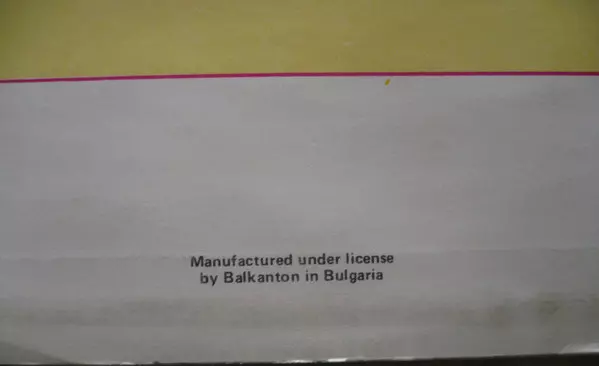 Manufactured under license
by Balkanton in Bulgaria